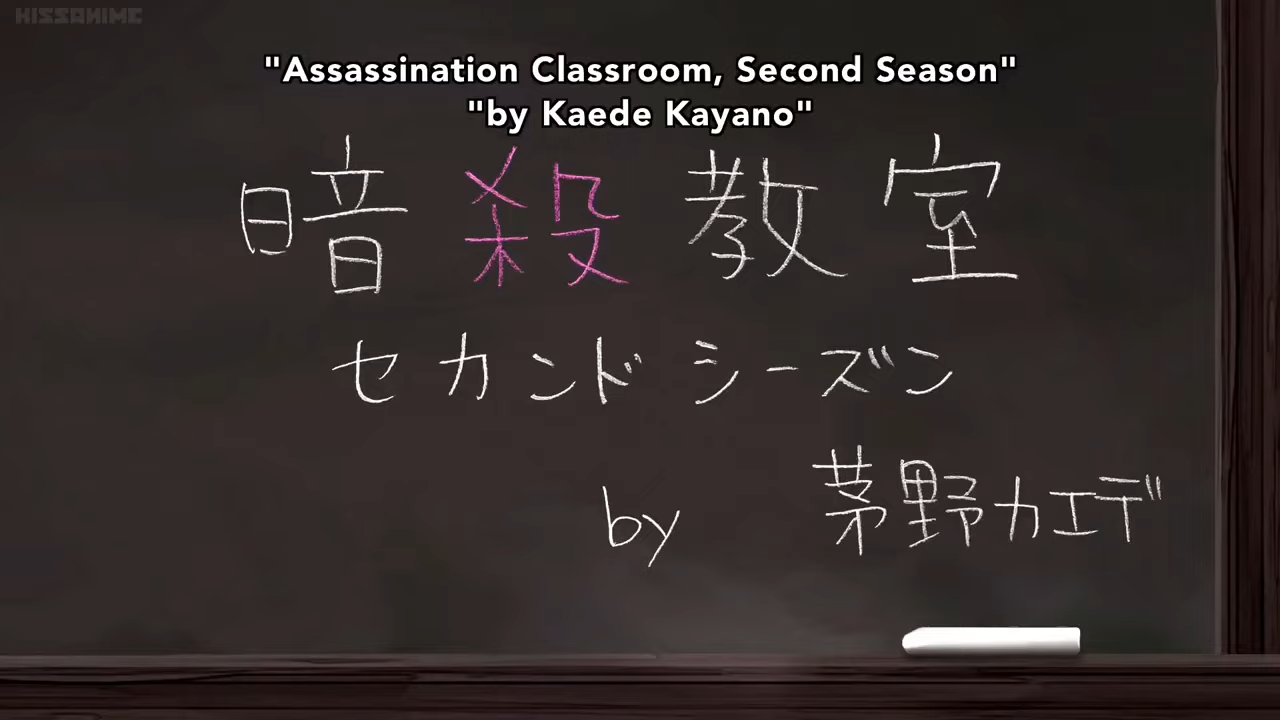 KISSANIME
"Assassination Classroom, Second Season"
"by Kaede Kayano"
暗殺教室
セカンドシーズン
by 茅野カエデ